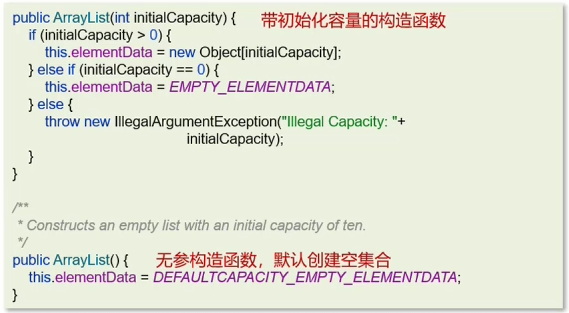 public ArrayList(int initialCapacity) { 带初始化容量的构造函数
if (initialCapacity > 0) {
this.elementData = new Object[initialCapacity];
} else if (initialCapacity == 0) {
this.elementData = EMPTY_ELEMENTDATA;
} else {
throw new IllegalArgumentException("Illegal Capacity: "+
initialCapacity);
}
}
/**
* Constructs an empty list with an initial capacity of ten.
*/
public ArrayList() { 无参构造函数，默认创建空集合
this.elementData = DEFAULTCAPACITY_EMPTY_ELEMENTDATA;
}